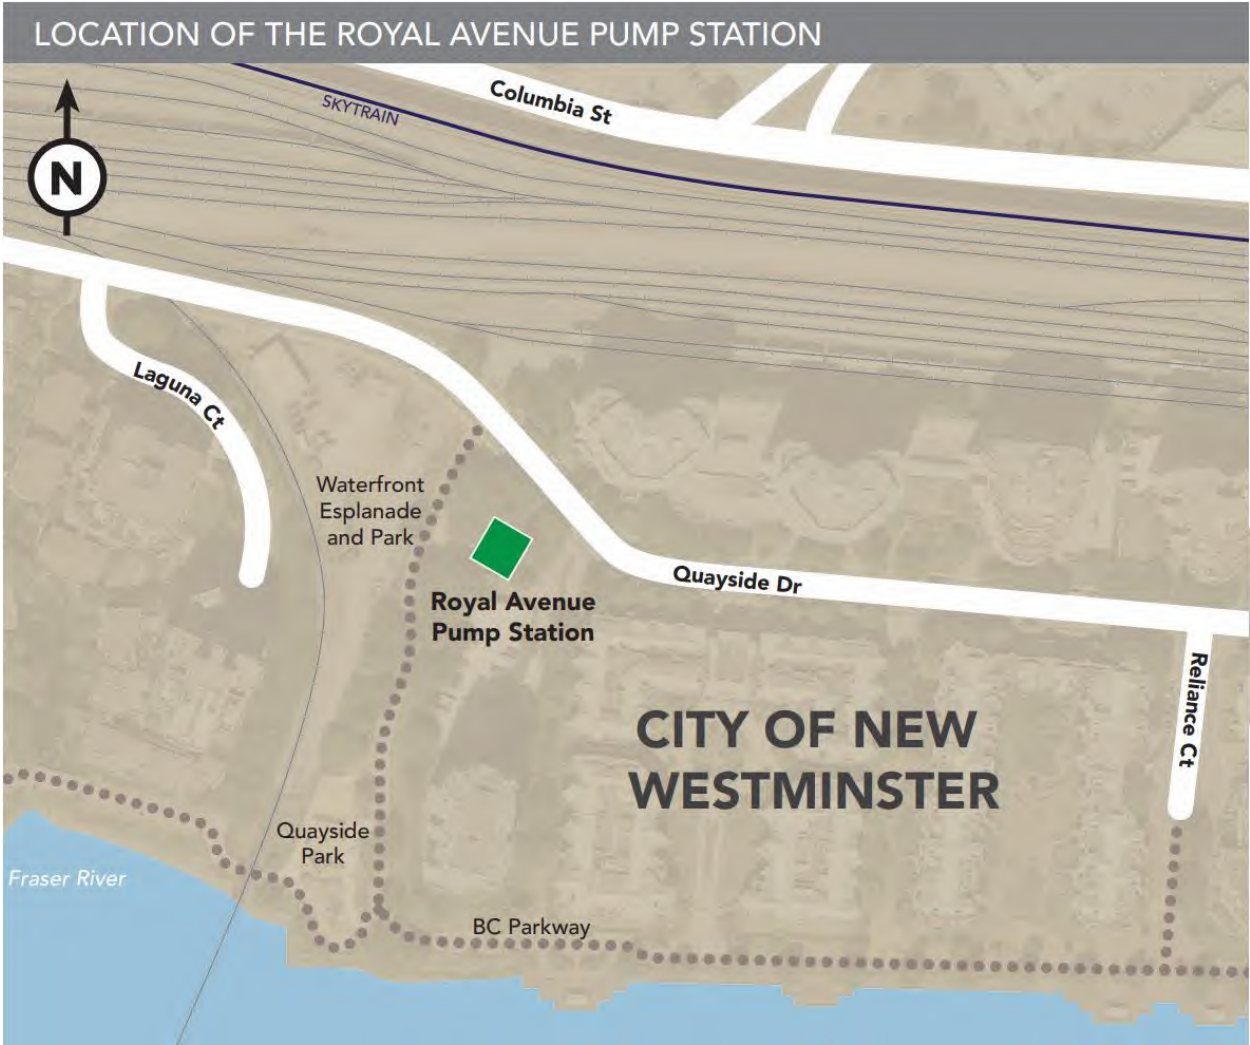 LOCATION OF THE ROYAL AVENUE PUMP STATION
Columbia St
SKYTRAIN
N
Laguna Ct
Waterfront
Esplanade
and Park
Royal Avenue
Pump Station
Quayside Dr
Reliance Ct
CITY OF NEW
WESTMINSTER
Quayside
Park
Fraser River
BC Parkway